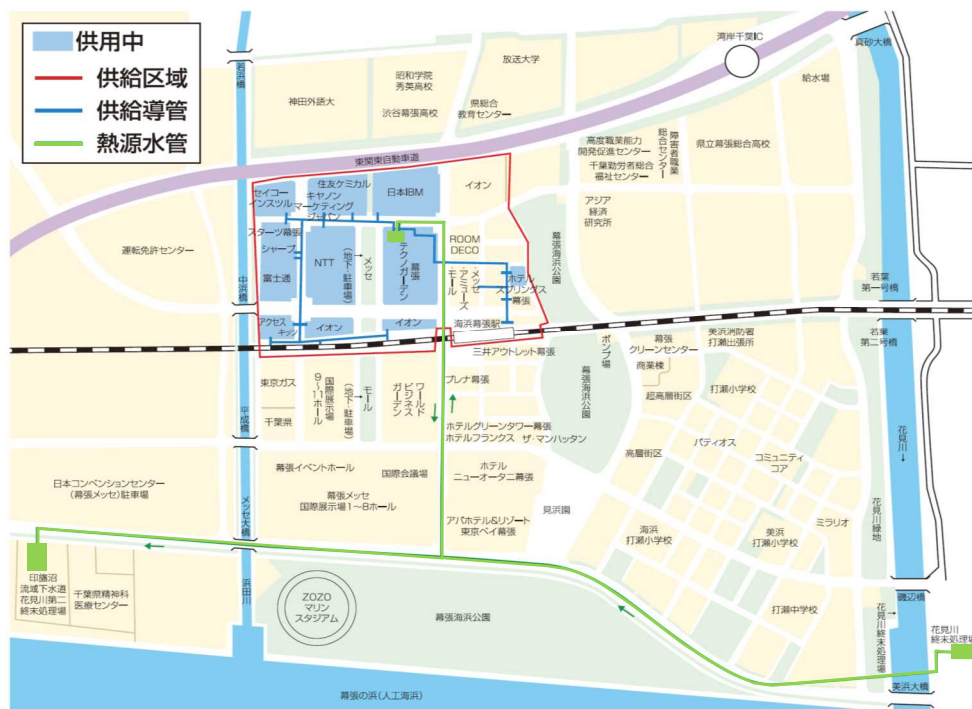 供用中
供給区域
供給導管
熱源水管
若浜橋
神田外語大
昭和学院
秀英高校
渋谷幕張高校
放送大学
県総合
教育センター
湾岸千葉IC
真砂大橋
給水場
東関東自動車道
高度職業能力
開発促進センター
千葉勤労者総合
福祉センター
障害者職業
総合センター
県立幕張総合高校
アジア
経済
研究所
セイコー
インスツル
住友ケミカル
キヤノン
マーケティング
ジャパン
日本IBM
イオン
スターツ幕張
シャープ
富士通
NTT
メッセ
(地下・駐車場)
幕張
テクノガーデン
ROOM
DECO
メッセ
・アミューズ
・モール
ホテル
スプリングス
幕張
幕張海浜公園
運転免許センター
中浜橋
アクセス
キッツ
イオン
イオン
海浜幕張駅
若葉
第一号橋
若葉
第二号橋
三井アウトレット幕張
ポンプ場
幕張
クリーンセンター
商業棟
美浜消防署
打瀬出張所
打瀬小学校
超高層街区
東京ガス
千葉県
国際展示場
9~11ホール
モール
(地下・駐車場)
ワールド
ビジネス
ガーデン
プレナ幕張
幕張海浜公園
平成橋
ホテルグリーンタワー幕張
ホテルフランクス
ザ・マンハッタン
高層街区
パティオス
コミュニティ
コア
花見川
日本コンベンションセンター
(幕張メッセ)駐車場
メッセ大橋
幕張イベントホール
国際会議場
ホテル
ニューオータニ幕張
幕張メッセ
国際展示場1~8ホール
アパホテル&リゾート
東京ベイ幕張
見浜園
海浜
打瀬小学校
美浜
打瀬小学校
ミラリオ
花見川緑地
印旛沼
流域下水道
花見川第二
終末処理場
千葉県精神科
医療センター
浜田川
ZOZO
マリン
スタジアム
幕張海浜公園
打瀬中学校
磯辺橋
花見川終末処理場
花見川
終末処理場
美浜大橋
幕張の浜(人工海浜)